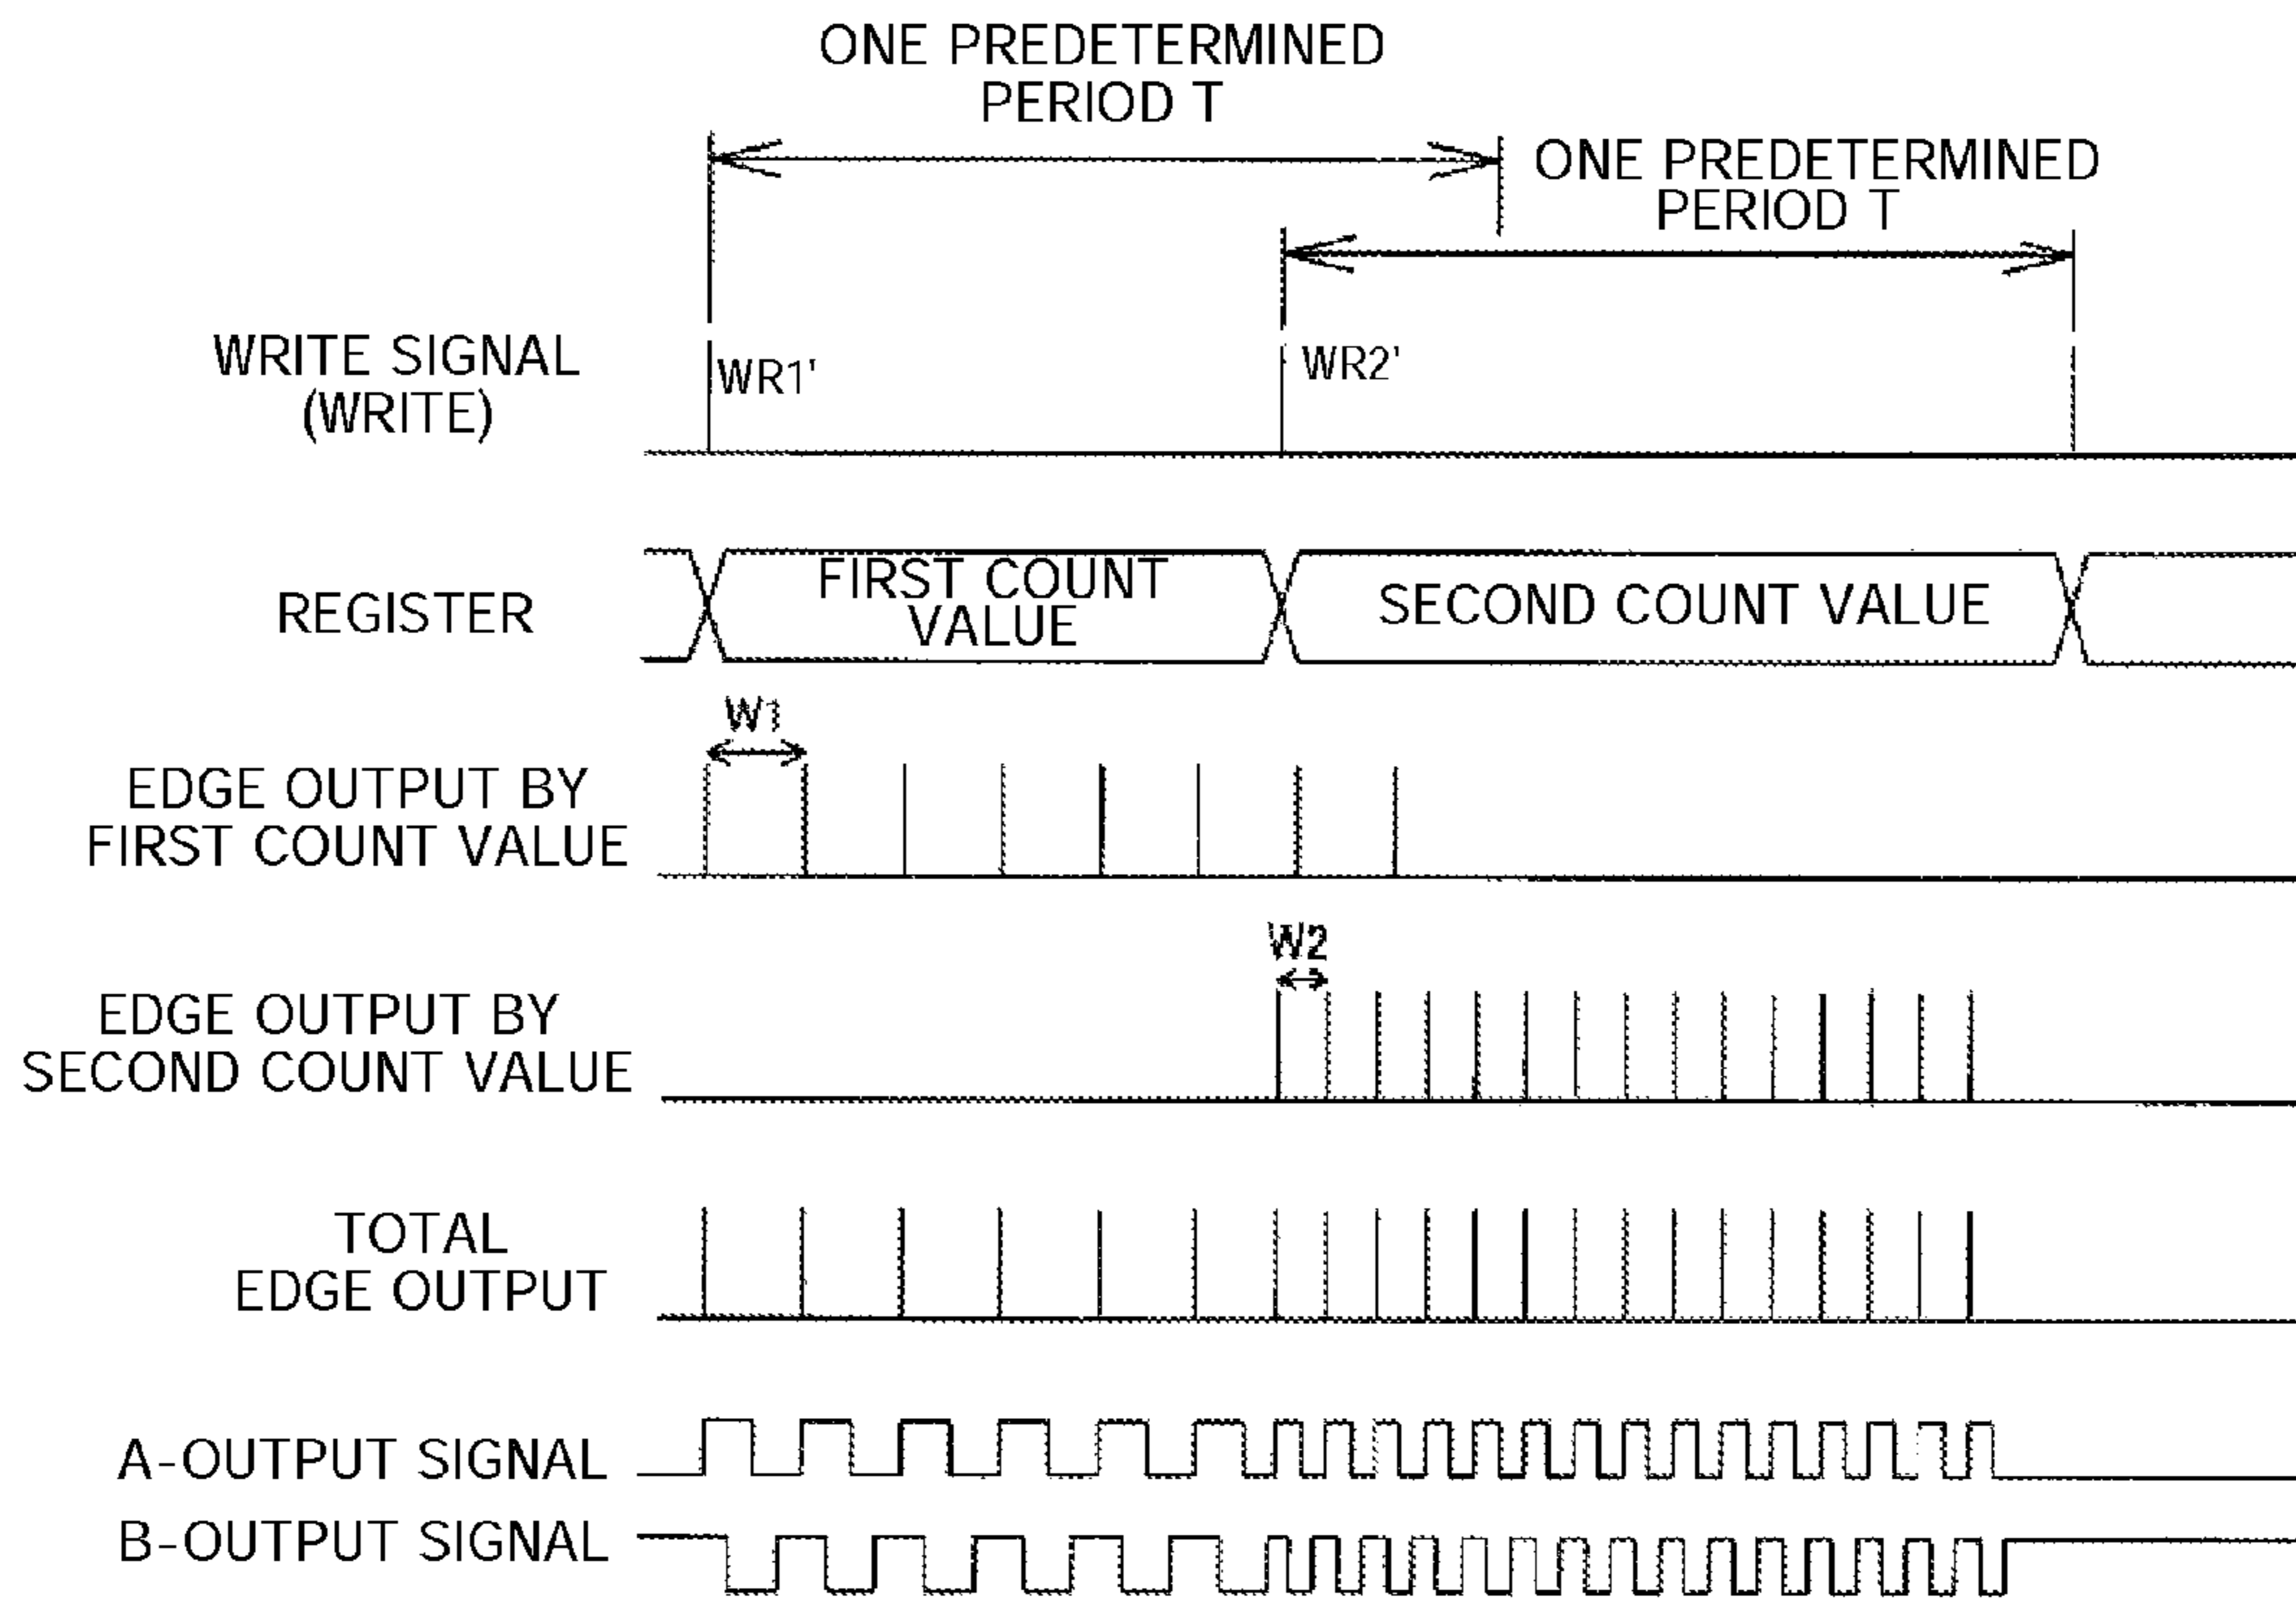 ONE PREDETERMINED
PERIOD T
ONE PREDETERMINED
PERIOD T
WRITE SIGNAL
(WRITE)
WR1'
WR2'
REGISTER
FIRST COUNT
VALUE
SECOND COUNT VALUE
W1
EDGE OUTPUT BY
FIRST COUNT VALUE
W2
EDGE OUTPUT BY
SECOND COUNT VALUE
TOTAL
EDGE OUTPUT
A-OUTPUT SIGNAL
B-OUTPUT SIGNAL